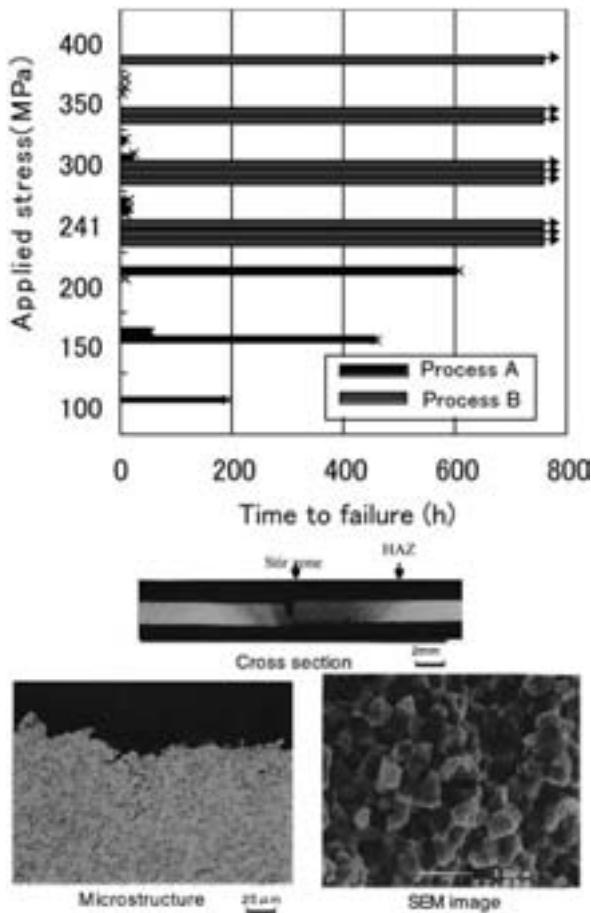 Applied stress(MPa)
400
350
300
241
200
150
100
Process A
Process B
0 200 400 600 800
Time to failure (h)
Stir zone HAZ
2mm
Cross section
Microstructure 25μm SEM image